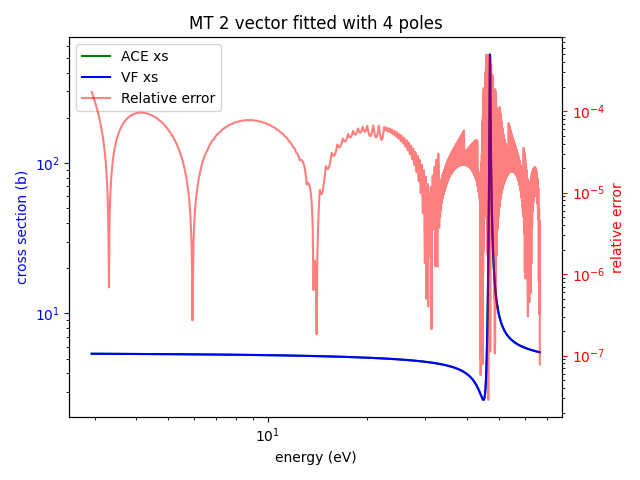 MT 2 vector fitted with 4 poles
ACE xs
VF xs
Relative error
cross section (b)
10²
10¹
10⁻⁴
10⁻⁵
10⁻⁶
10⁻⁷
relative error
10¹
energy (eV)